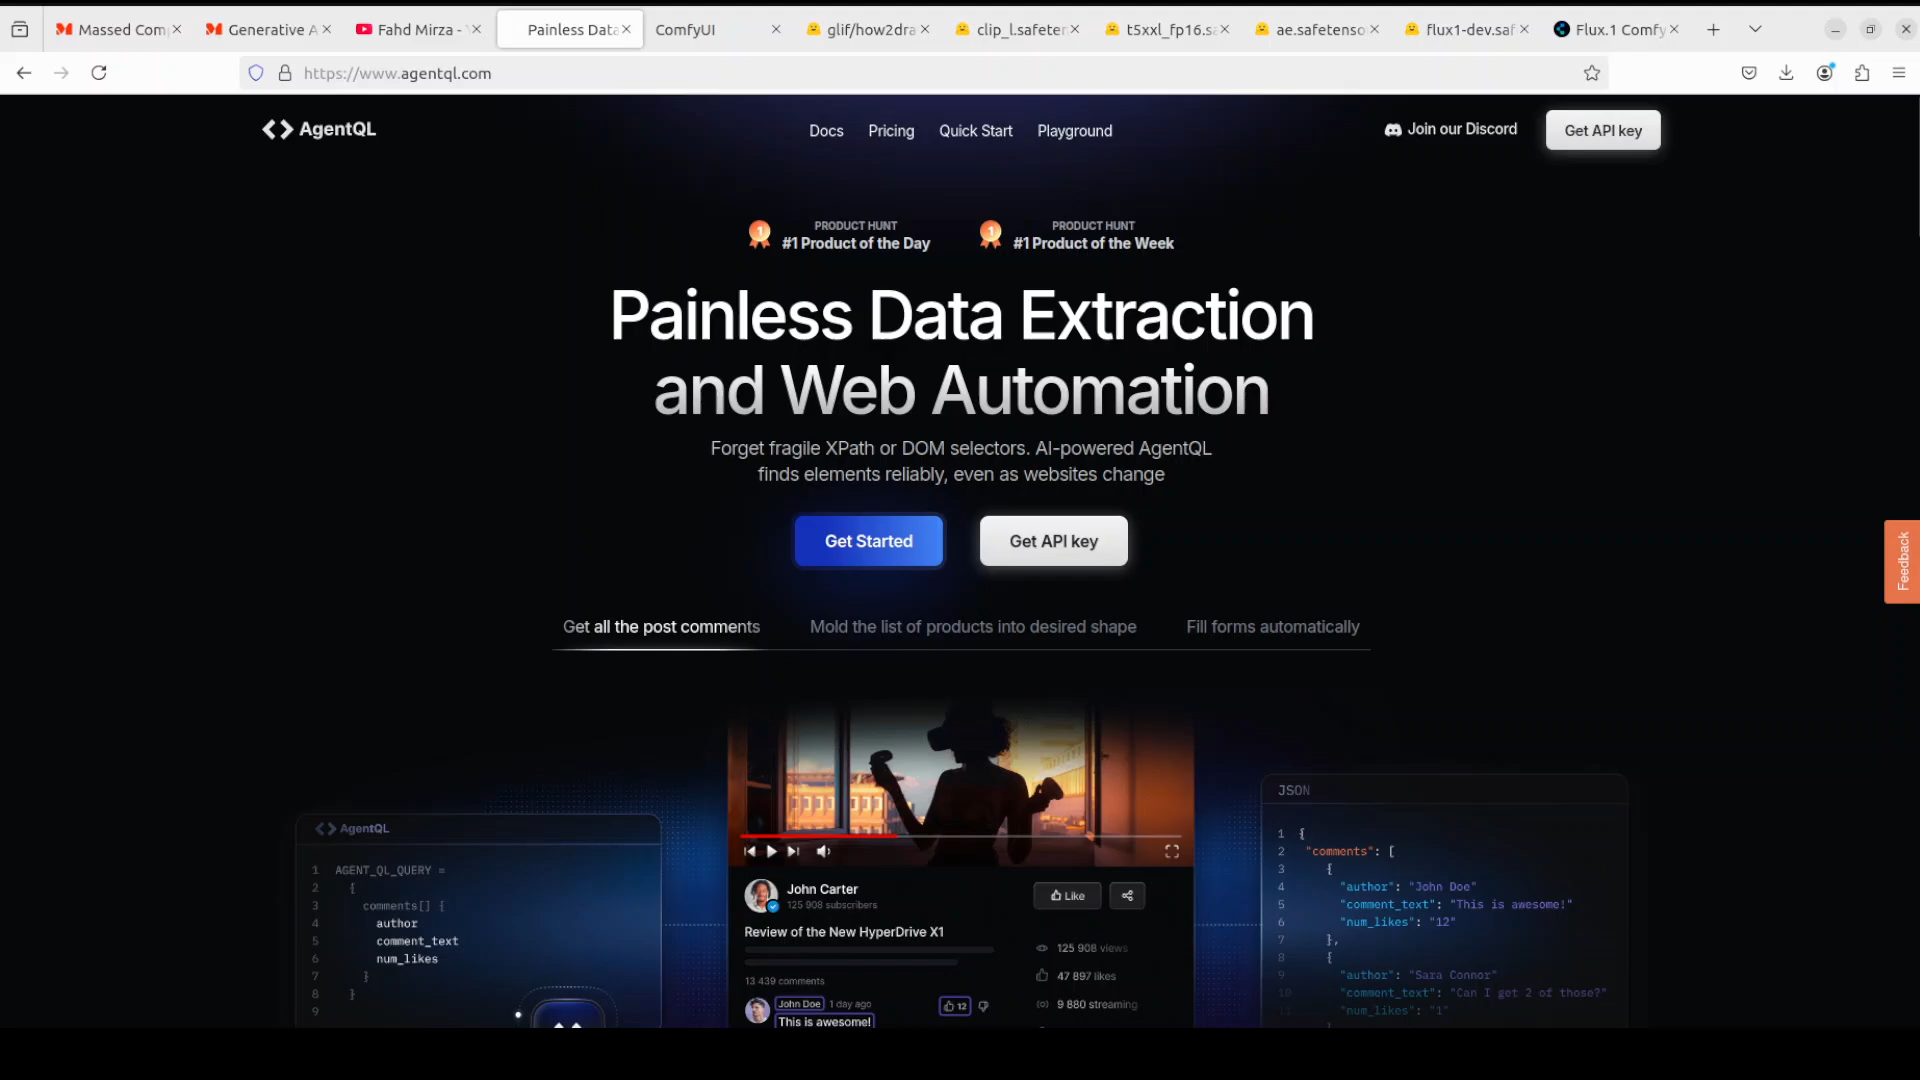 Massed Com
Generative A
Fahd Mirza -
Painless Data
ComfyUI
glif/how2dra
clip_l.safeten
t5xxl_fp16.sa
ae.safetenso
flux1-dev.saf
Flux.1 Comfy
https://www.agentql.com
AgentQL
Docs
Pricing
Quick Start
Playground
Join our Discord
Get API key
1
PRODUCT HUNT
#1 Product of the Day
1
PRODUCT HUNT
#1 Product of the Week
Painless Data Extraction
and Web Automation
Forget fragile XPath or DOM selectors. AI-powered AgentQL
finds elements reliably, even as websites change
Get Started
Get API key
Feedback
Get all the post comments
Mold the list of products into desired shape
Fill forms automatically
AgentQL
1 AGENT_QL_QUERY =
2 {
3 comments[] {
4 author
5 comment_text
6 num_likes
7 }
8 }
9
John Carter
125 908 subscribers
Like
Review of the New HyperDrive X1
125 908 views
47 897 likes
9 880 streaming
13 439 comments
John Doe 1 day ago
12
This is awesome!
JSON
1 {
2 "comments": [
3 {
4 "author": "John Doe"
5 "comment_text": "This is awesome!"
6 "num_likes": "12"
7 },
8 {
9 "author": "Sara Connor"
10 "comment_text": "Can I get 2 of those?"
11 "num_likes": "1"